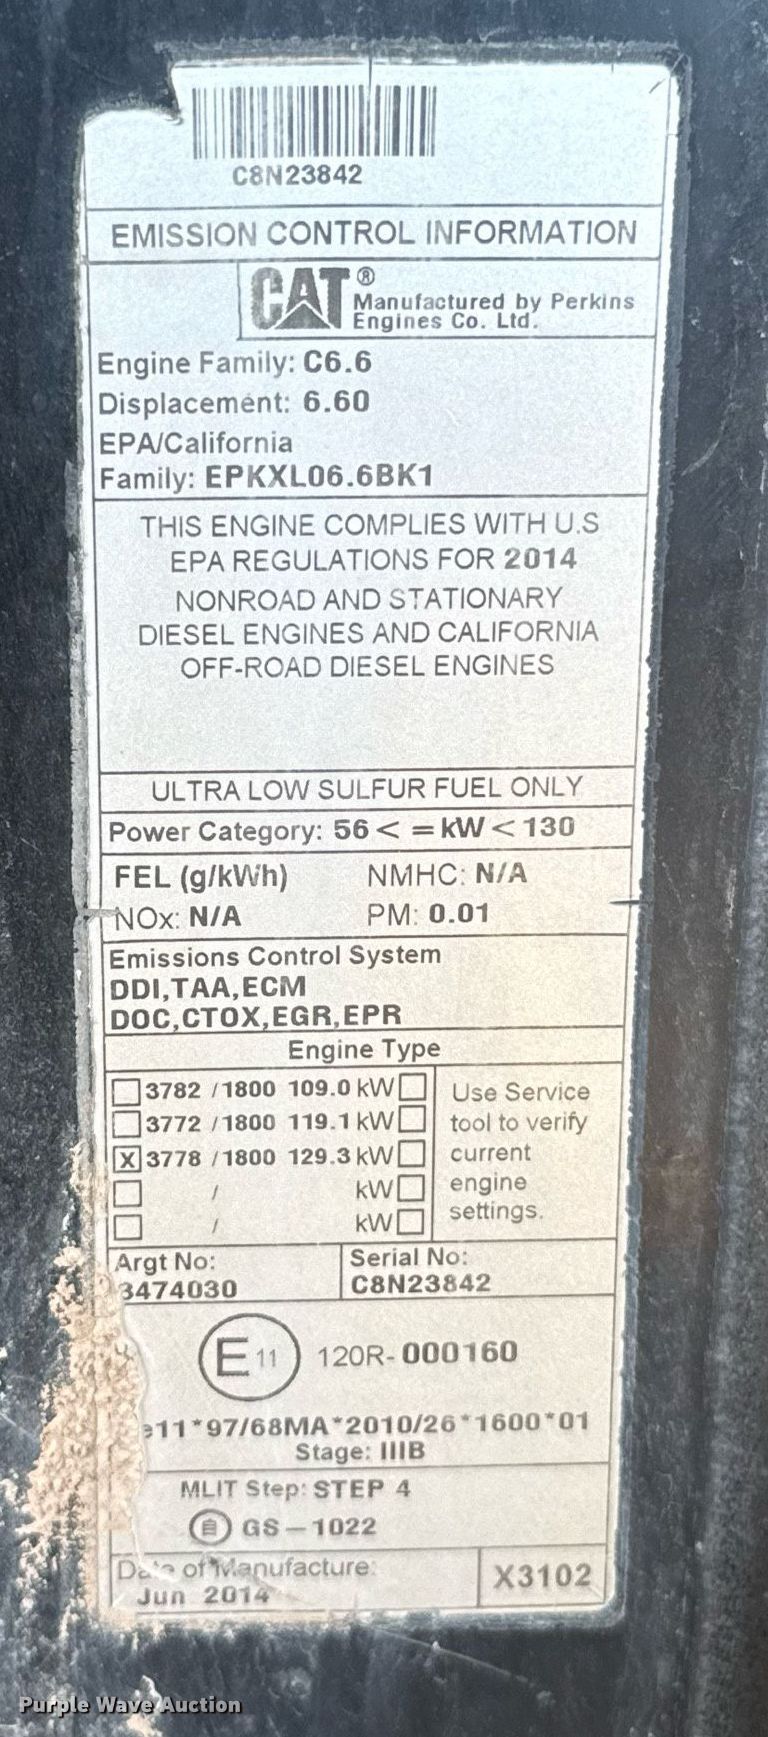 C8N23842
EMISSION CONTROL INFORMATION
CAT®
Manufactured by Perkins
Engines Co. Ltd.
Engine Family: C6.6
Displacement: 6.60
EPA/California
Family: EPKXL06.6BK1
THIS ENGINE COMPLIES WITH U.S
EPA REGULATIONS FOR 2014
NONROAD AND STATIONARY
DIESEL ENGINES AND CALIFORNIA
OFF-ROAD DIESEL ENGINES
ULTRA LOW SULFUR FUEL ONLY
Power Category: 56 < = kW < 130
FEL (g/kWh) NMHC: N/A
NOx: N/A PM: 0.01
Emissions Control System
DDI,TAA,ECM
DOC,CTOX,EGR,EPR
Engine Type
3782 / 1800 109.0 kW
3772 / 1800 119.1 kW
X 3778 / 1800 129.3 kW
/ kW
/ kW
Use Service
tool to verify
current
engine
settings.
Argt No:
3474030
Serial No:
C8N23842
E 11 120R-000160
e11*97/68MA*2010/26*1600*01
Stage: IIIB
MLIT Step: STEP 4
GS-1022
Date of Manufacture:
Jun 2014
X3102
Purple Wave Auction